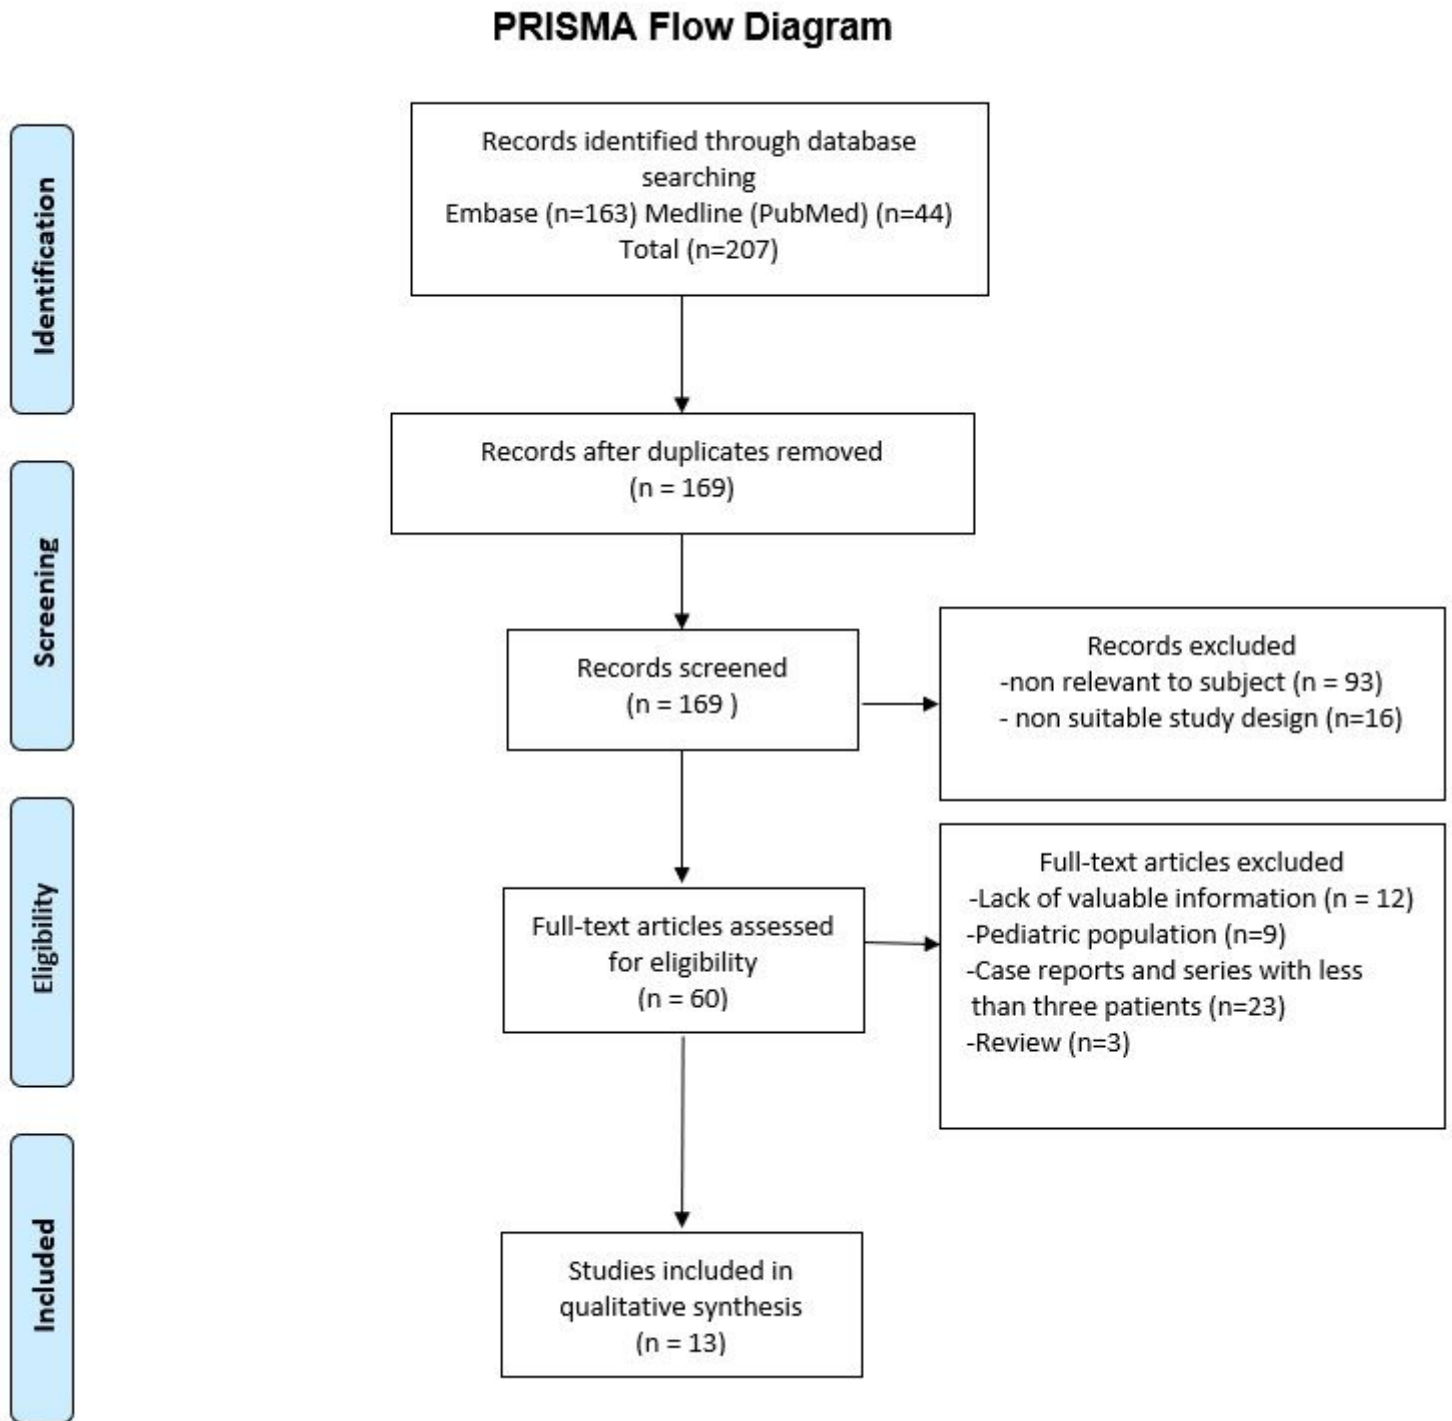 PRISMA Flow Diagram
Identification
Records identified through database
searching
Embase (n=163) Medline (PubMed) (n=44)
Total (n=207)
Records after duplicates removed
(n = 169)
Screening
Records screened
(n = 169 )
Records excluded
-non relevant to subject (n = 93)
- non suitable study design (n=16)
Eligibility
Full-text articles assessed
for eligibility
(n = 60)
Full-text articles excluded
-Lack of valuable information (n = 12)
-Pediatric population (n=9)
-Case reports and series with less
than three patients (n=23)
-Review (n=3)
Included
Studies included in
qualitative synthesis
(n = 13)